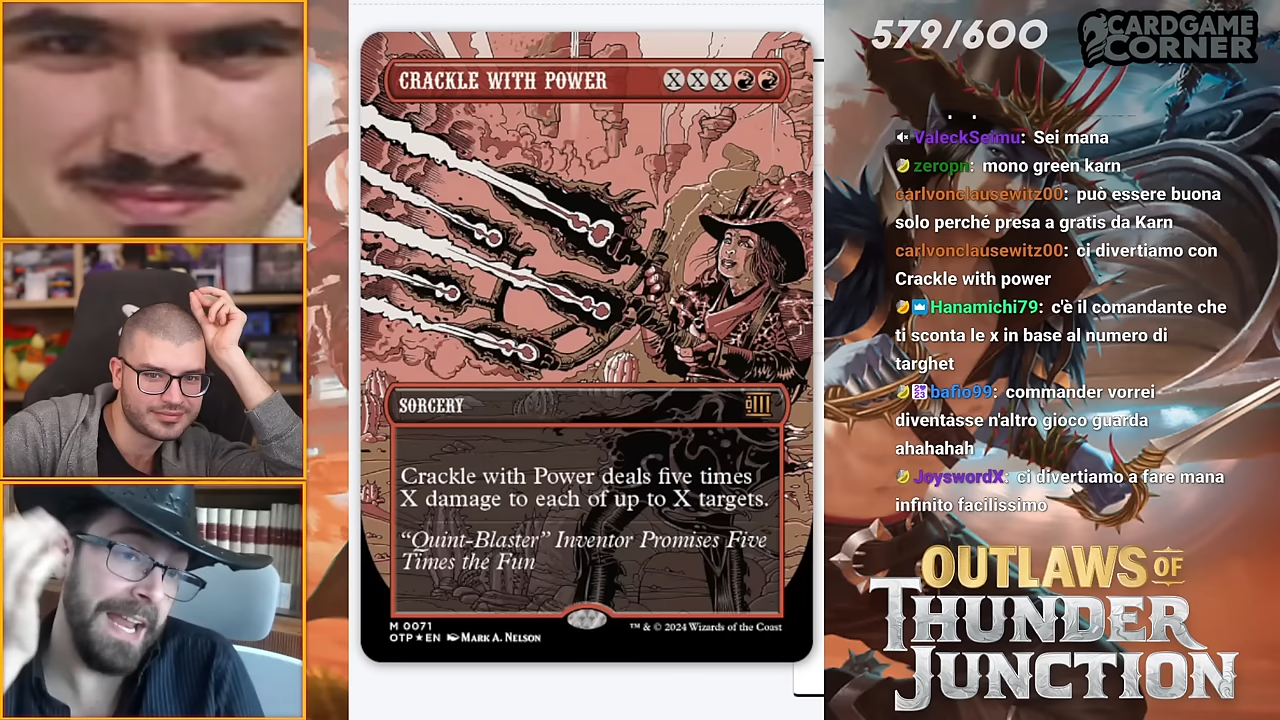 CRACKLE WITH POWER
X X X
SORCERY
Crackle with Power deals five times
X damage to each of up to X targets.
“Quint-Blaster” Inventor Promises Five
Times the Fun
M 0071
OTP ★ EN MARK A. NELSON
™ & © 2024 Wizards of the Coast
579/600
CARDGAME
CORNER
ValeckSeimu: Sei mana
zeropn: mono green karn
carlvonclausewitz00: può essere buona
solo perché presa a gratis da Karn
carlvonclausewitz00: ci divertiamo con
Crackle with power
Hanamichi79: c'è il comandante che
ti sconta le x in base al numero di
targhet
bafio99: commander vorrei
diventasse n'altro gioco guarda
ahahahah
JoyswordX: ci divertiamo a fare mana
infinito facilissimo
OUTLAWS OF
THUNDER
JUNCTION